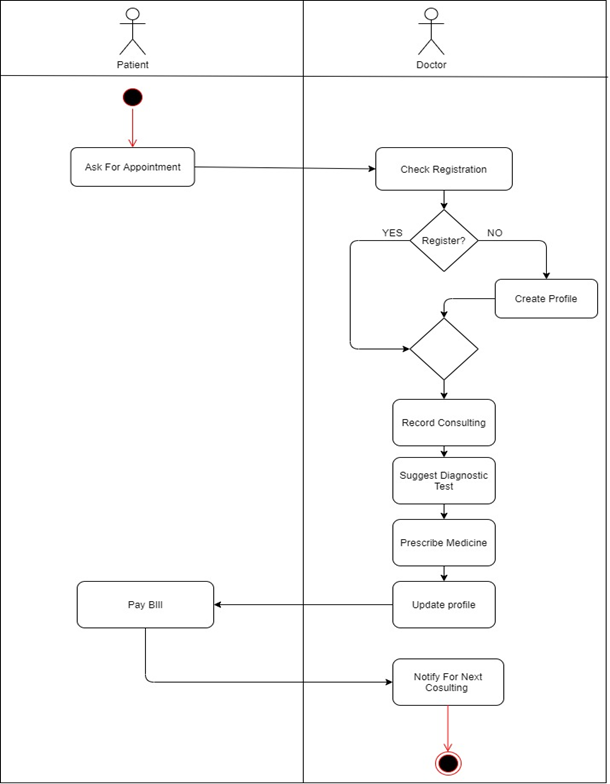 Patient
Doctor
Ask For Appointment
Check Registration
YES
Register?
NO
Create Profile
Record Consulting
Suggest Diagnostic
Test
Prescribe Medicine
Pay BIll
Update profile
Notify For Next
Cosulting